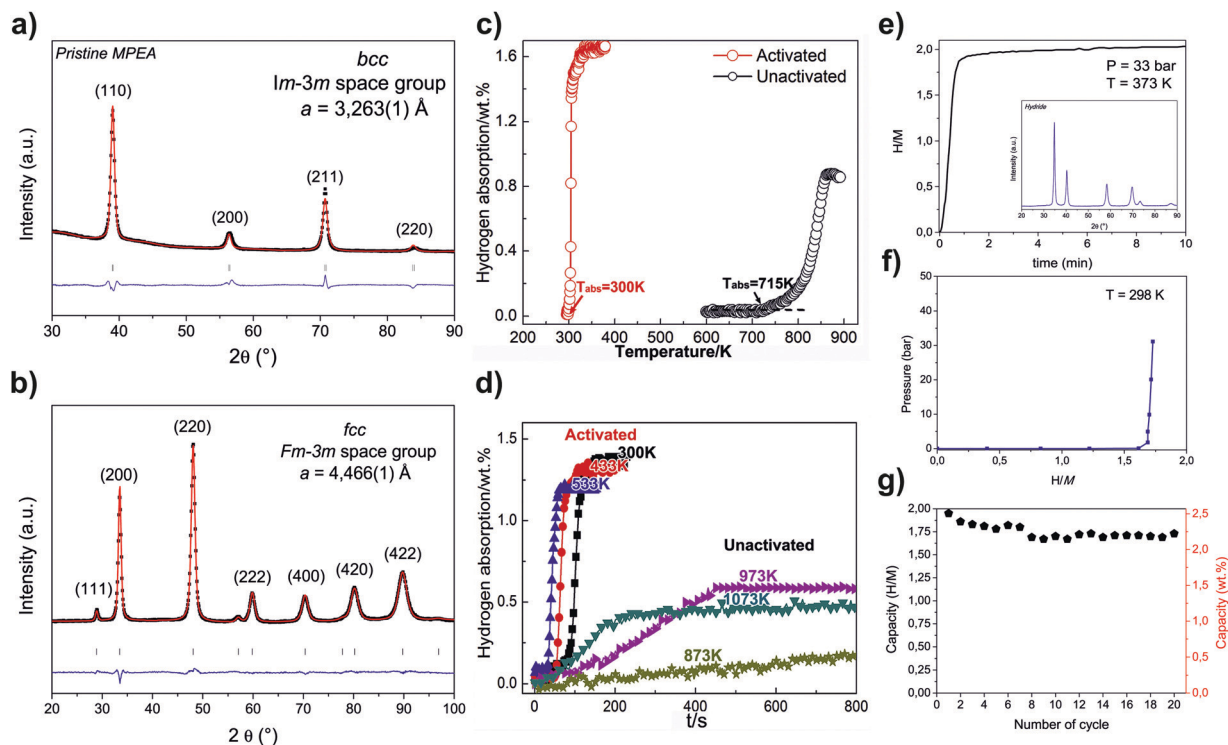 a)
Pristine MPEA
bcc
Im-3m space group
a = 3,263(1) Å
(110)
(200)
(211)
(220)
Intensity (a.u.)
30 40 50 60 70 80 90
2θ (°)
b)
fcc
Fm-3m space group
a = 4,466(1) Å
(111)
(200)
(220)
(222)
(400)
(420)
(422)
Intensity (a.u.)
20 30 40 50 60 70 80 90 100
2 θ (°)
c)
Hydrogen absorption/wt.%
1.6
1.2
0.8
0.4
0.0
Activated
Unactivated
Tabs=300K
Tabs=715K
200 300 400 500 600 700 800 900
Temperature/K
d)
Hydrogen absorption/wt.%
1.5
1.0
0.5
0.0
Activated
300K
433K
533K
Unactivated
973K
1073K
873K
0 200 400 600 800
t/s
e)
H/M
2,0
1,5
1,0
0,5
0,0
P = 33 bar
T = 373 K
Hydride
Intensity (a.u.)
20 30 40 50 60 70 80 90
2θ (°)
0 2 4 6 8 10
time (min)
f)
Pressure (bar)
50
40
30
20
10
0
T = 298 K
0,0 0,5 1,0 1,5 2,0
H/M
g)
Capacity (H/M)
2,00
1,75
1,50
1,25
1,00
0,75
0,50
0,25
0,00
2,5
2,0
1,5
1,0
0,5
0,0
Capacity (wt.%)
0 2 4 6 8 10 12 14 16 18 20
Number of cycle